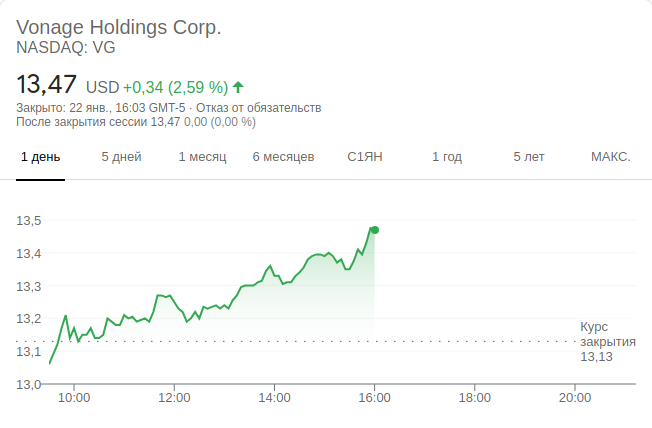 Vonage Holdings Corp.
NASDAQ: VG
13,47 USD +0,34 (2,59 %)
Закрыто: 22 янв., 16:03 GMT-5 · Отказ от обязательств
После закрытия сессии 13,47 0,00 (0,00 %)
1 день 5 дней 1 месяц 6 месяцев С1ЯН 1 год 5 лет МАКС.
13,5
13,4
13,3
13,2
Курс
закрытия
13,13
13,1
13,0
10:00 12:00 14:00 16:00 18:00 20:00